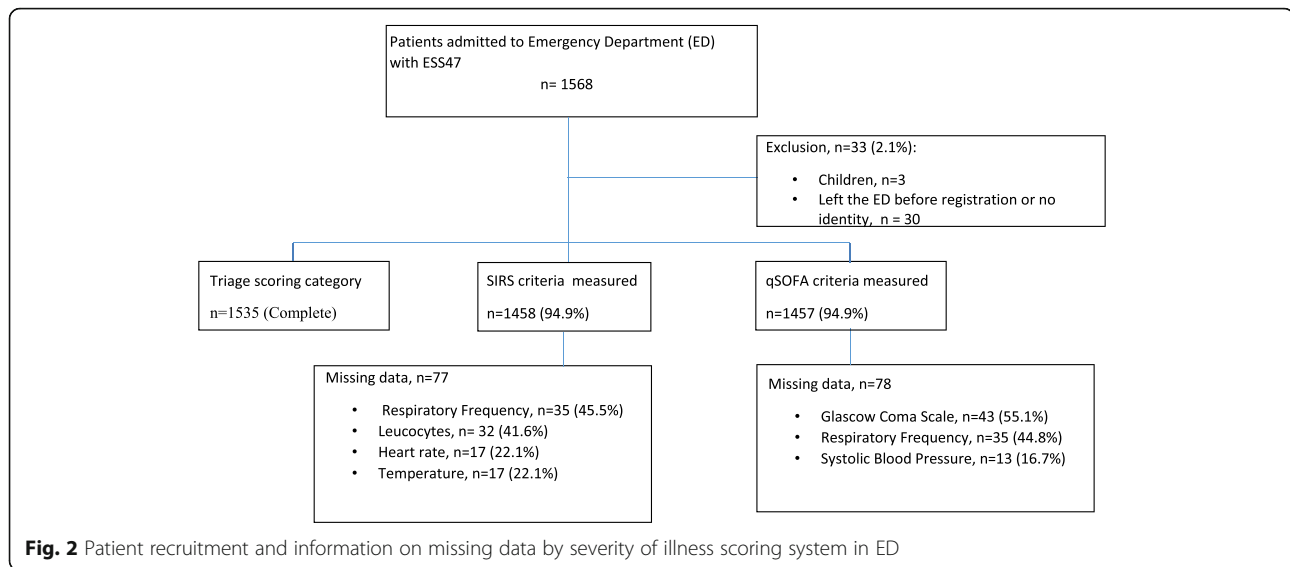 Patients admitted to Emergency Department (ED)
with ESS47
n= 1568
Exclusion, n=33 (2.1%):
• Children, n=3
• Left the ED before registration or no
identity, n = 30
Triage scoring category
n=1535 (Complete)
SIRS criteria measured
n=1458 (94.9%)
qSOFA criteria measured
n=1457 (94.9%)
Missing data, n=77
• Respiratory Frequency, n=35 (45.5%)
• Leucocytes, n= 32 (41.6%)
• Heart rate, n=17 (22.1%)
• Temperature, n=17 (22.1%)
Missing data, n=78
• Glascow Coma Scale, n=43 (55.1%)
• Respiratory Frequency, n=35 (44.8%)
• Systolic Blood Pressure, n=13 (16.7%)
Fig. 2 Patient recruitment and information on missing data by severity of illness scoring system in ED